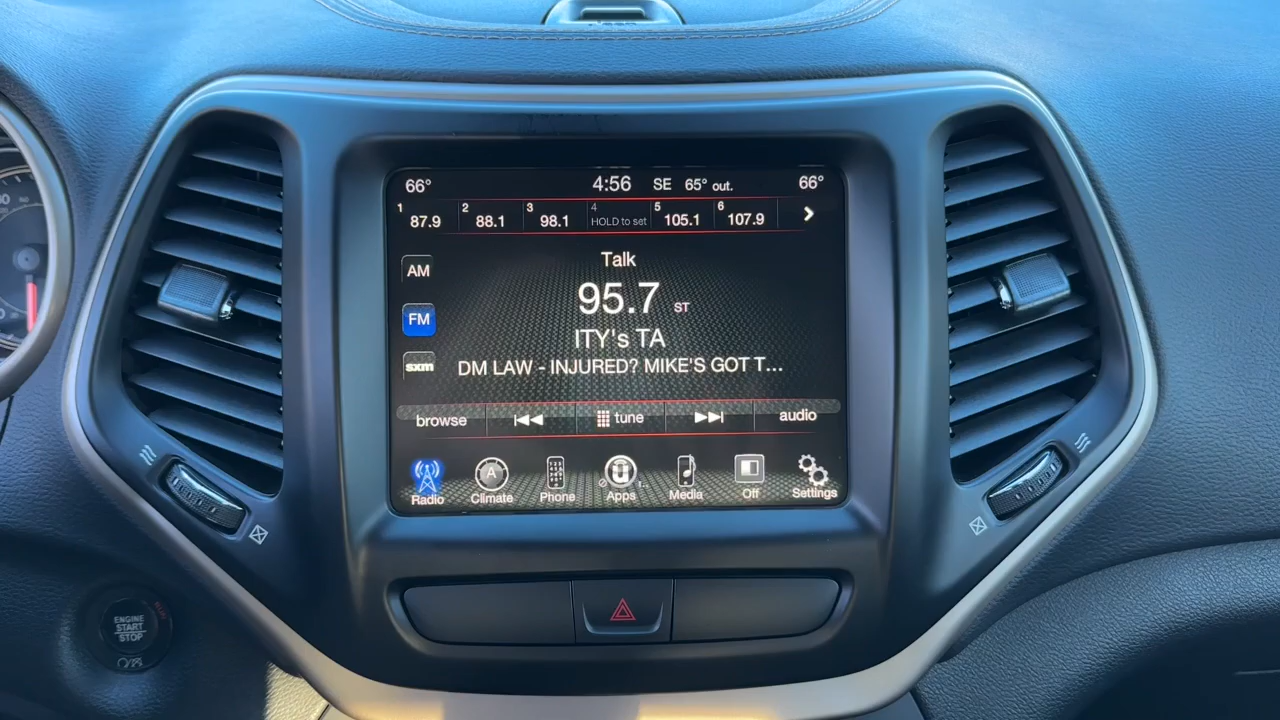 66° 4:56 SE 65° out. 66°
1 87.9 2 88.1 3 98.1 4 HOLD to set 5 105.1 6 107.9
Talk
AM
95.7 ST
FM
ITY's TA
sxm
DM LAW - INJURED? MIKE'S GOT T...
browse tune audio
Radio Climate Phone Apps Media Off Settings
A
ENGINE
START
STOP